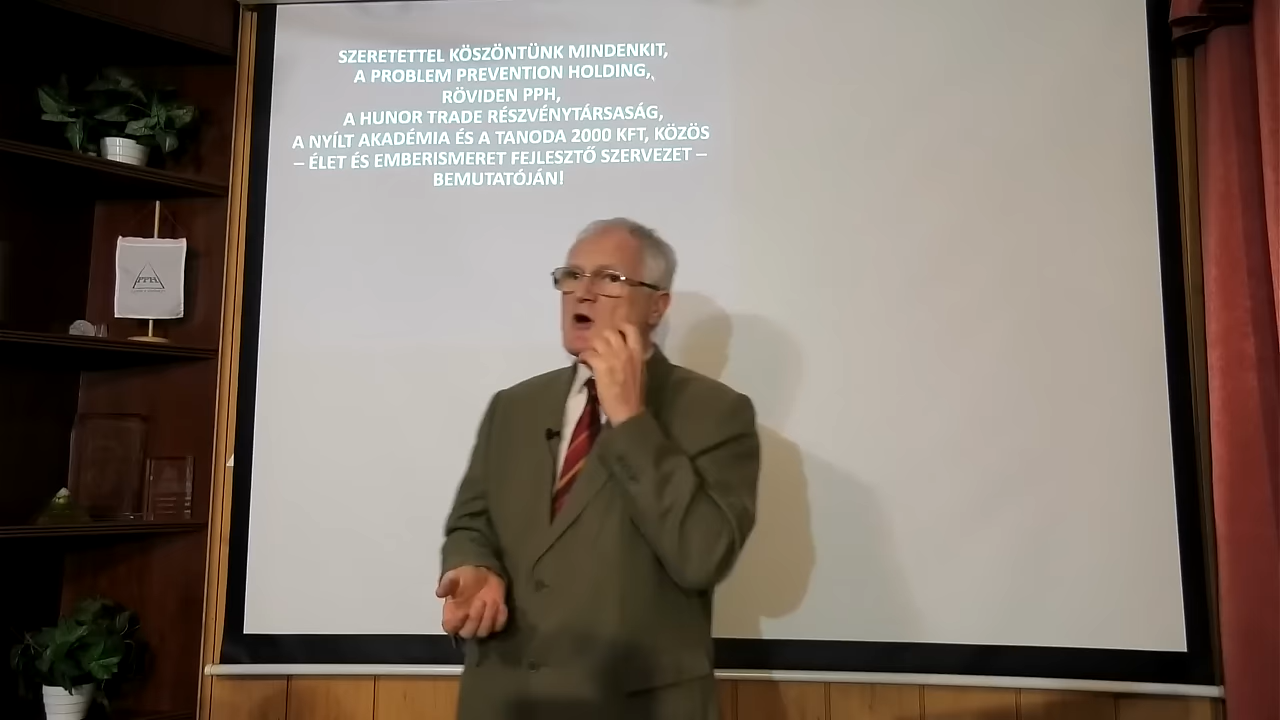 SZERETETTEL KÖSZÖNTÜNK MINDENKIT,
A PROBLEM PREVENTION HOLDING,
RÖVIDEN PPH,
A HUNOR TRADE RÉSZVÉNYTÁRSASÁG,
A NYÍLT AKADÉMIA ÉS A TANODA 2000 KFT, KÖZÖS
– ÉLET ÉS EMBERISMERET FEJLESZTŐ SZERVEZET –
BEMUTATÓJÁN!